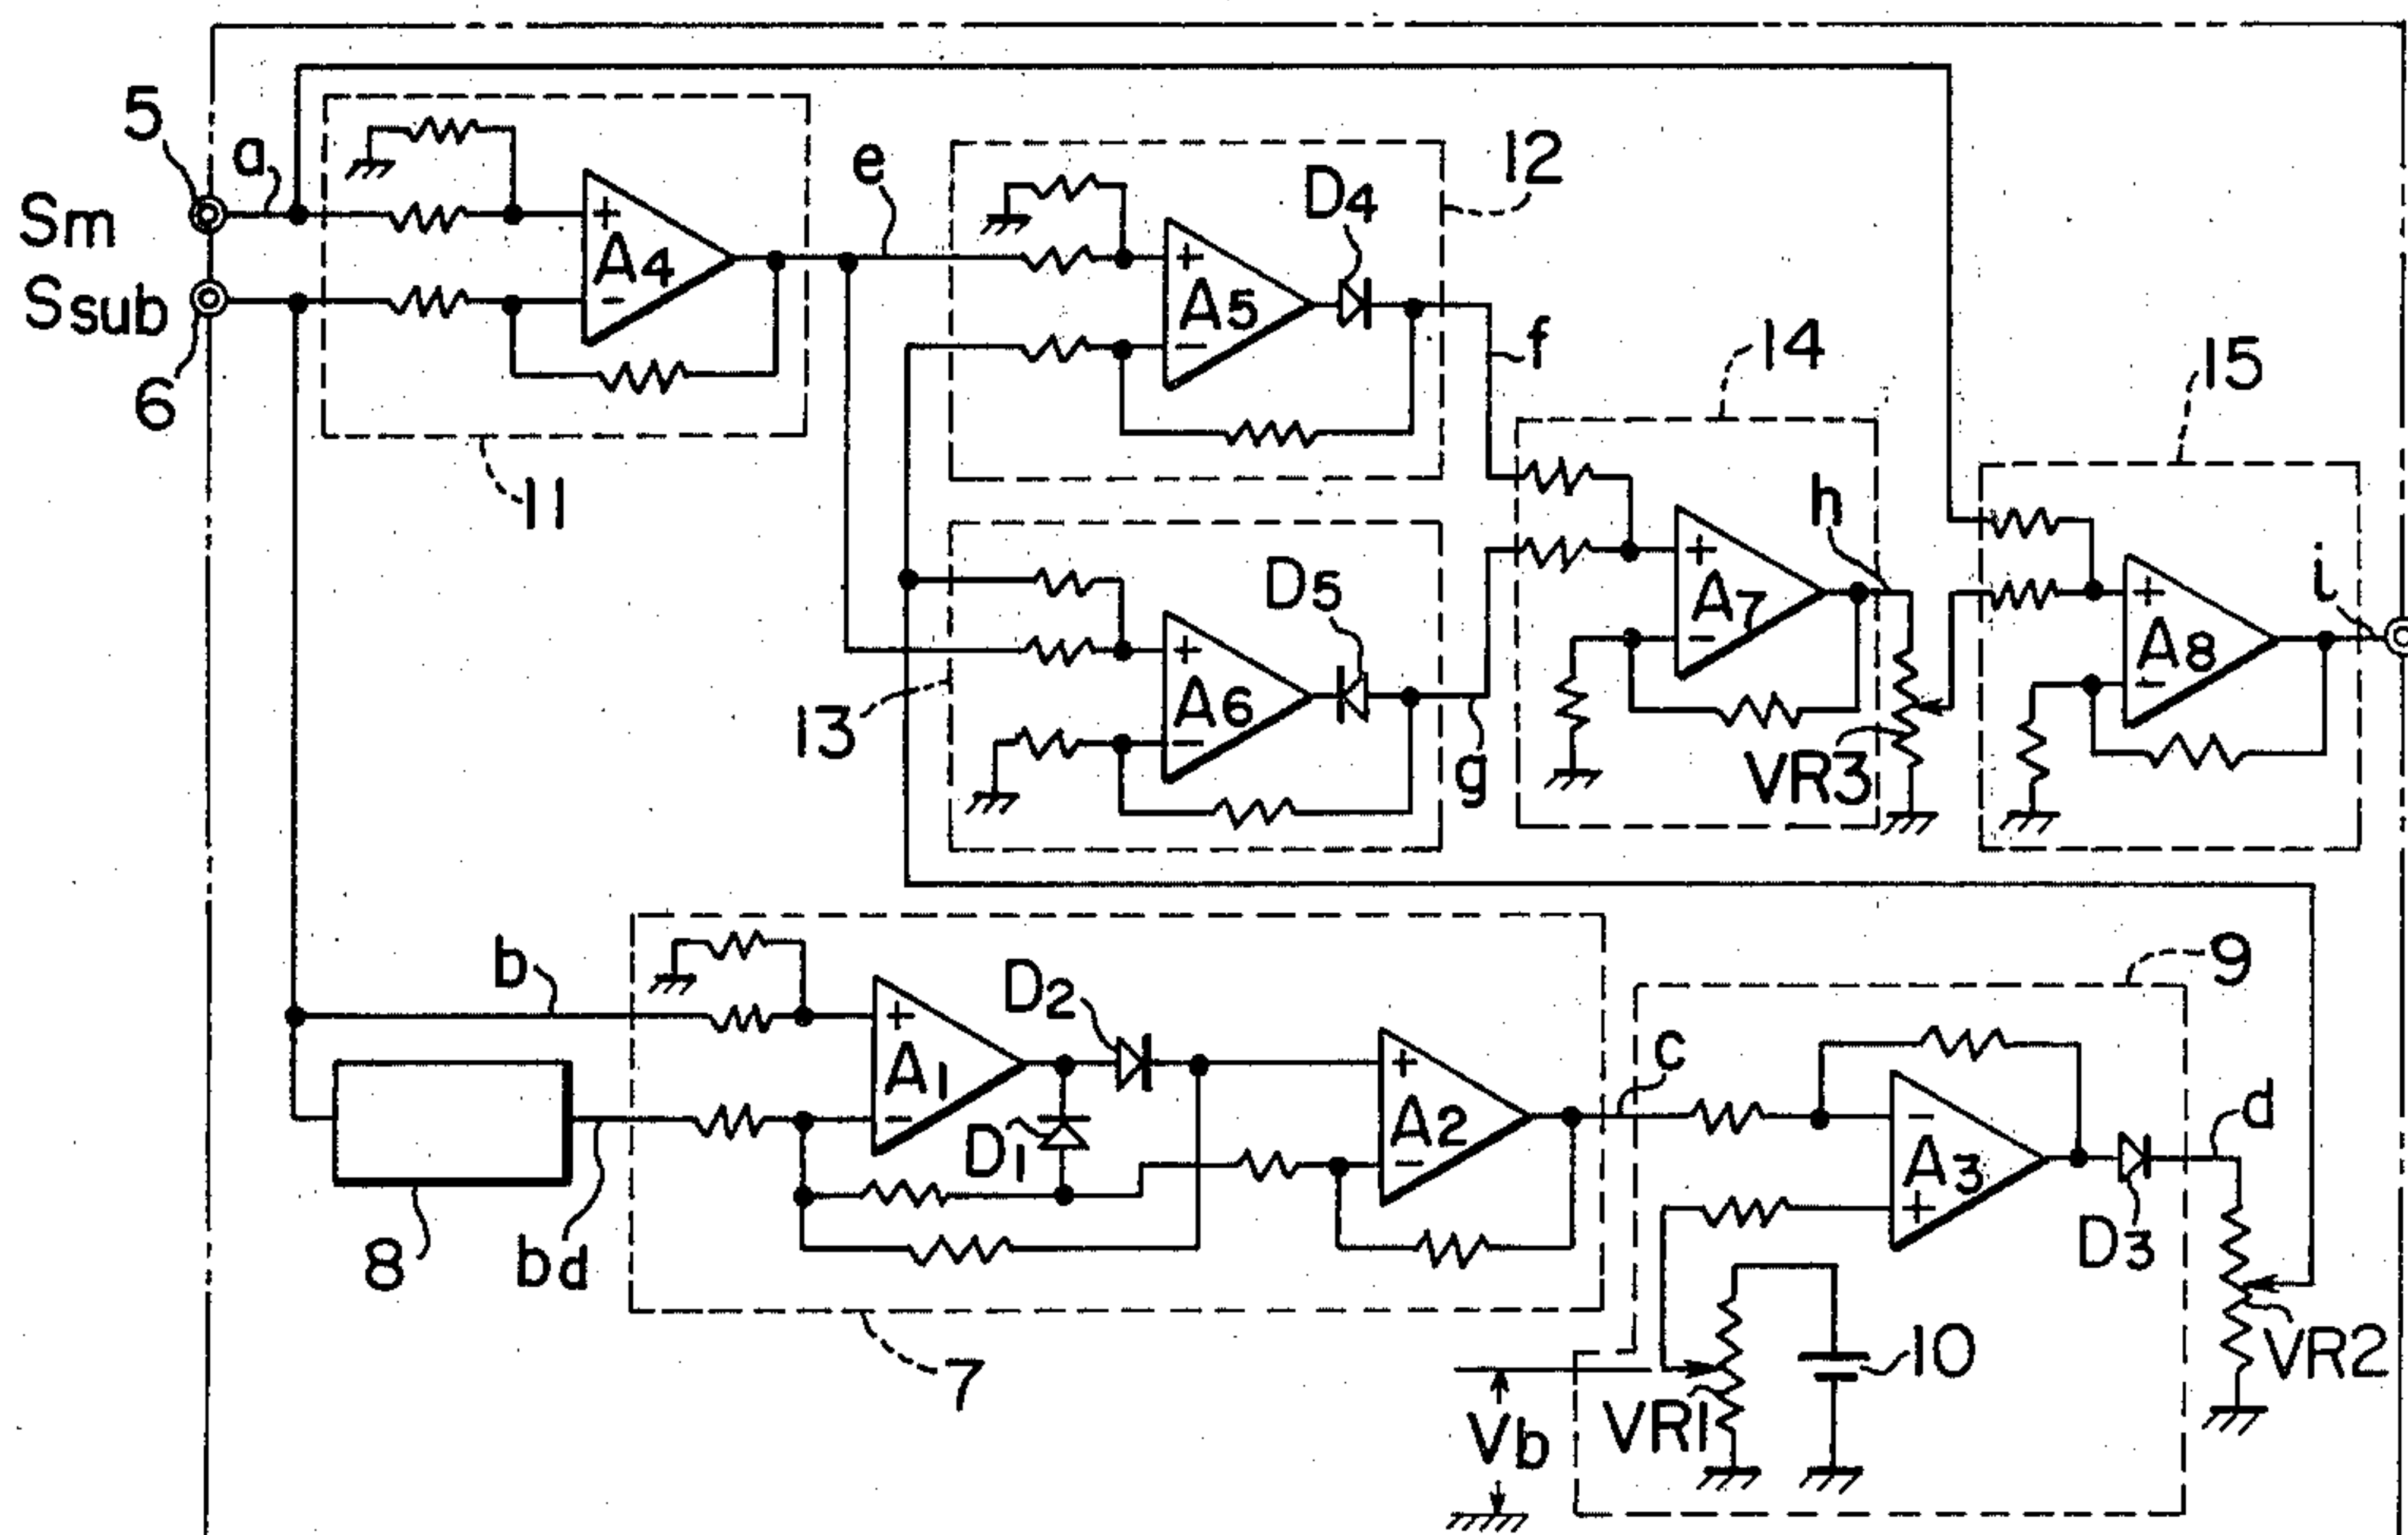 5
a
Sm
Ssub
6
11
A4
+
-
e
12
D4
A5
+
-
f
14
15
13
D5
A6
+
-
g
h
A7
+
-
VR3
i
A8
+
-
b
D2
A1
+
-
D1
8
bd
7
A2
+
-
c
9
A3
-
+
d
D3
10
VR1
Vb
VR2